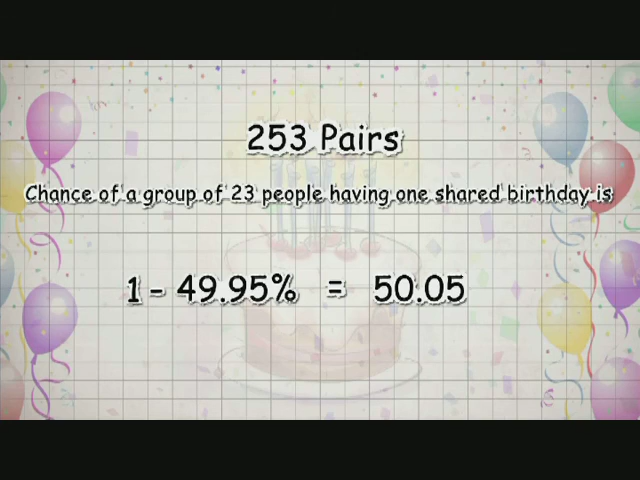 253 Pairs
Chance of a group of 23 people having one shared birthday is
1 - 49.95% = 50.05